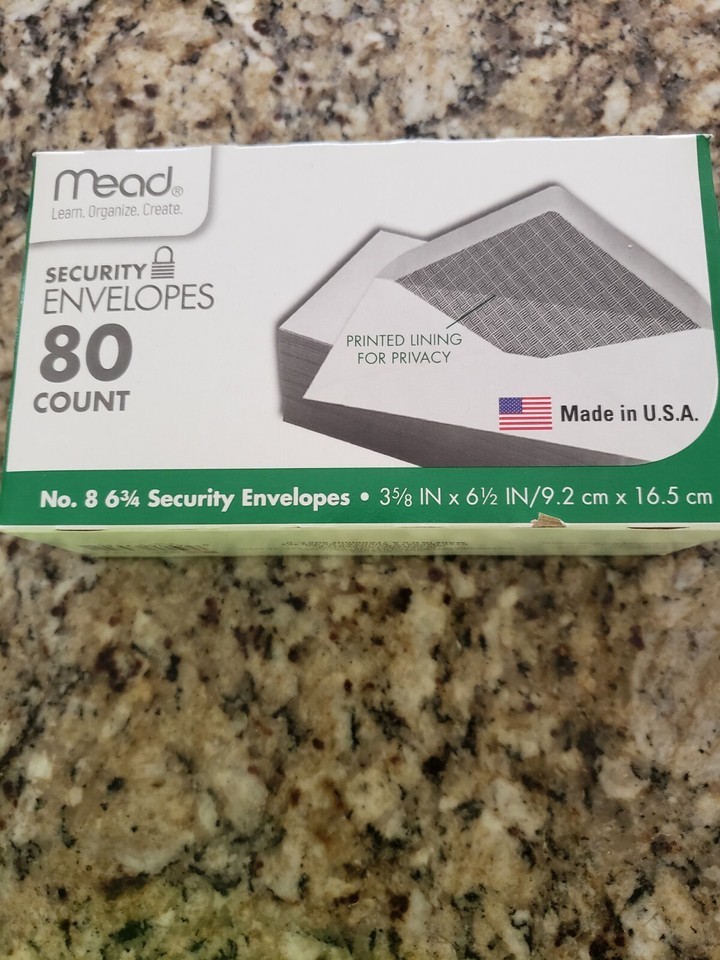 mead®
Learn. Organize. Create.
SECURITY
ENVELOPES
80
COUNT
PRINTED LINING
FOR PRIVACY
Made in U.S.A.
No. 8 6¾ Security Envelopes • 3⅝ IN x 6½ IN/9.2 cm x 16.5 cm